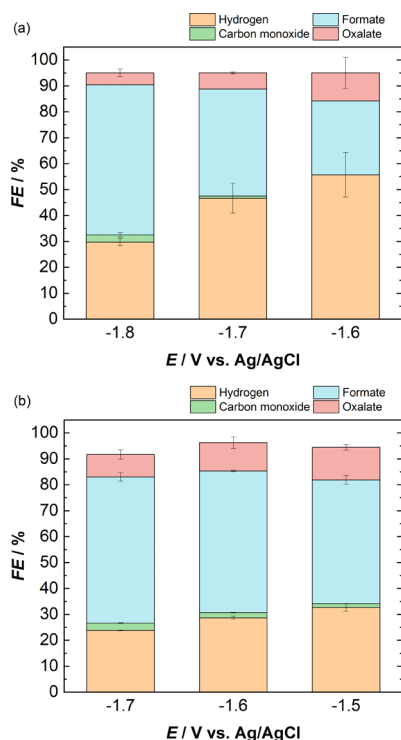 (a)
Hydrogen Formate
Carbon monoxide Oxalate
100
90
80
70
60
50
40
30
20
10
0
FE / %
-1.8 -1.7 -1.6
E / V vs. Ag/AgCl
(b)
Hydrogen Formate
Carbon monoxide Oxalate
100
90
80
70
60
50
40
30
20
10
0
FE / %
-1.7 -1.6 -1.5
E / V vs. Ag/AgCl